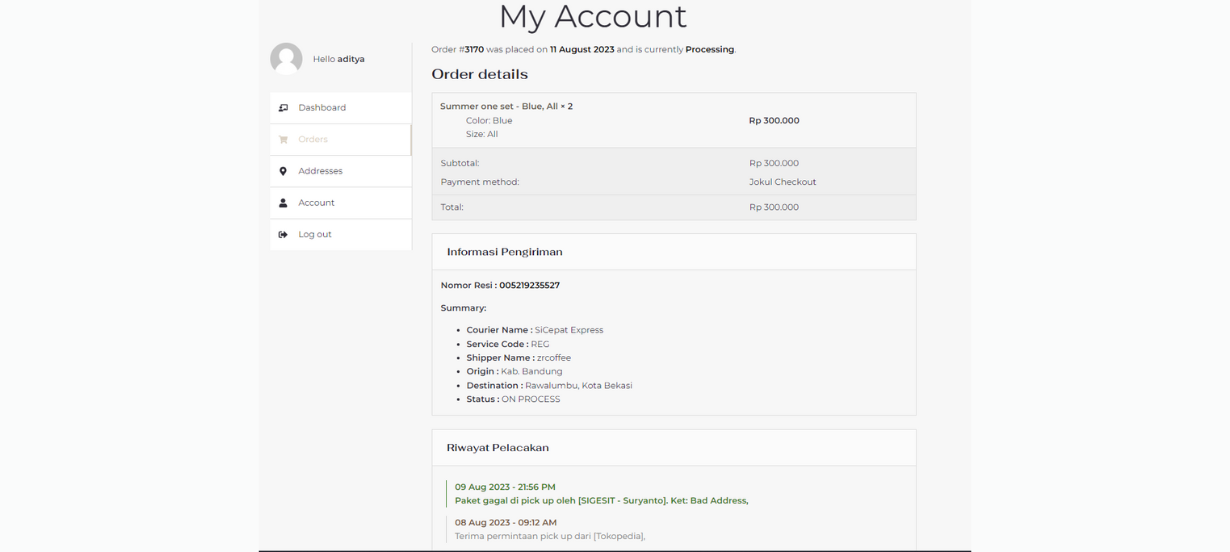 My Account
Hello aditya
Dashboard
Orders
Addresses
Account
Log out
Order #3170 was placed on 11 August 2023 and is currently Processing.
Order details
Summer one set - Blue, All × 2
Color: Blue
Size: All
Rp 300.000
Subtotal: Rp 300.000
Payment method: Jokul Checkout
Total: Rp 300.000
Informasi Pengiriman
Nomor Resi : 005219235527
Summary:
• Courier Name : SiCepat Express
• Service Code : REG
• Shipper Name : zrcoffee
• Origin : Kab. Bandung
• Destination : Rawalumbu, Kota Bekasi
• Status : ON PROCESS
Riwayat Pelacakan
09 Aug 2023 - 21:56 PM
Paket gagal di pick up oleh [SIGESIT - Suryanto]. Ket: Bad Address,
08 Aug 2023 - 09:12 AM
Terima permintaan pick up dari [Tokopedia],